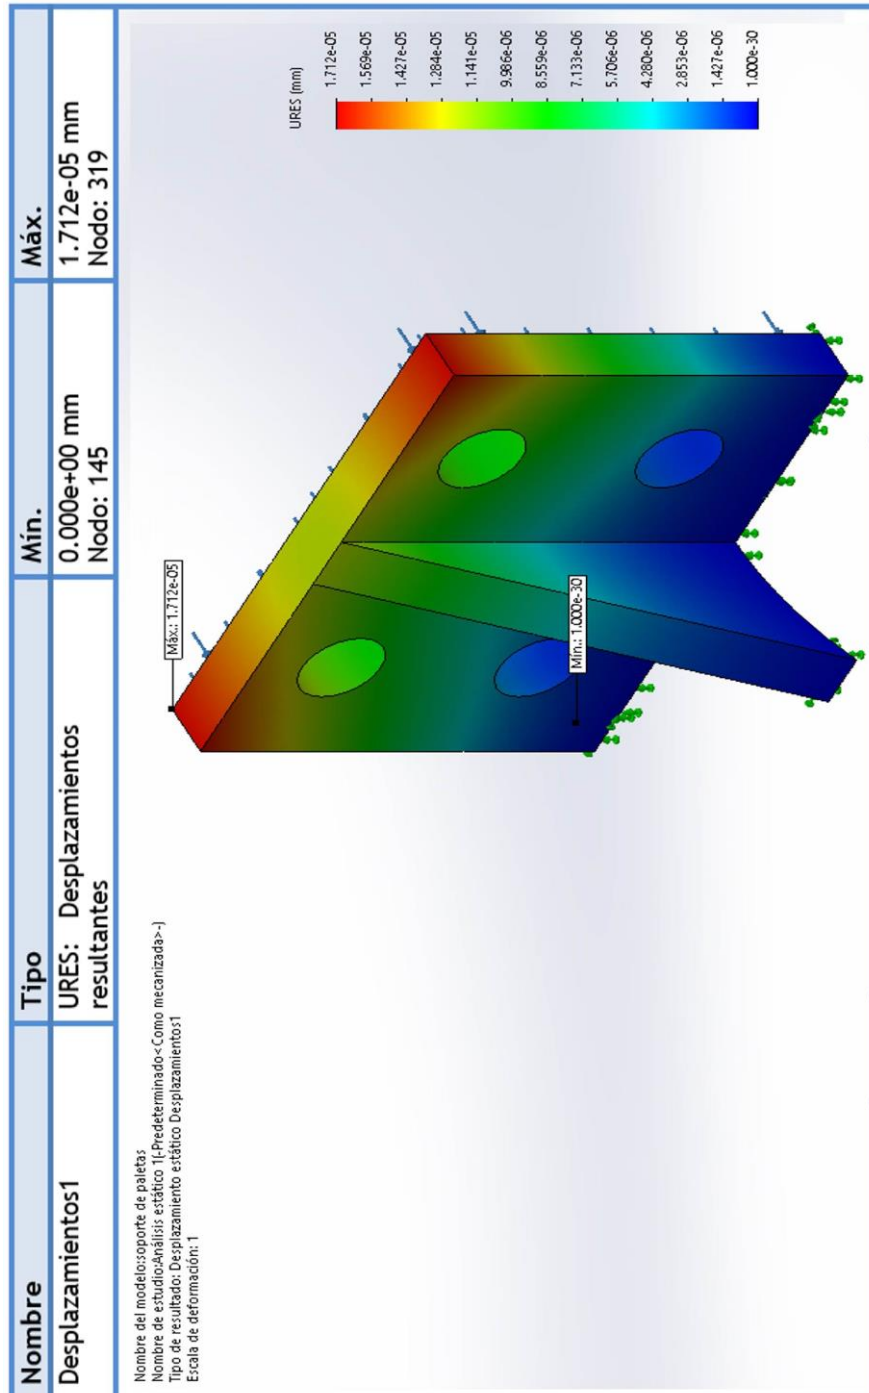 Nombre Tipo Mín. Máx.
Desplazamientos1 URES: Desplazamientos 0.000e+00 mm 1.712e-05 mm
resultantes Nodo: 145 Nodo: 319
Nombre del modelo:soporte de paletas
Nombre de estudio:Análisis estático 1(-Predeterminado<Como mecanizada>-)
Tipo de resultado: Desplazamiento estático Desplazamientos1
Escala de deformación: 1
Máx.: 1.712e-05
Mín.: 1.000e-30
URES (mm)
1.712e-05
1.569e-05
1.427e-05
1.284e-05
1.141e-05
9.986e-06
8.559e-06
7.133e-06
5.706e-06
4.280e-06
2.853e-06
1.427e-06
1.000e-30